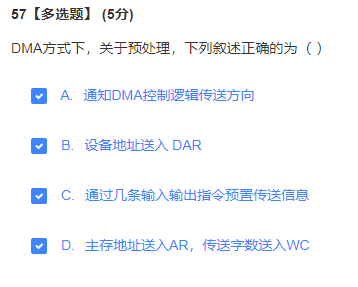 57【多选题】 (5分)
DMA方式下，关于预处理，下列叙述正确的为（ ）
A. 通知DMA控制逻辑传送方向
B. 设备地址送入 DAR
C. 通过几条输入输出指令预置传送信息
D. 主存地址送入AR，传送字数送入WC